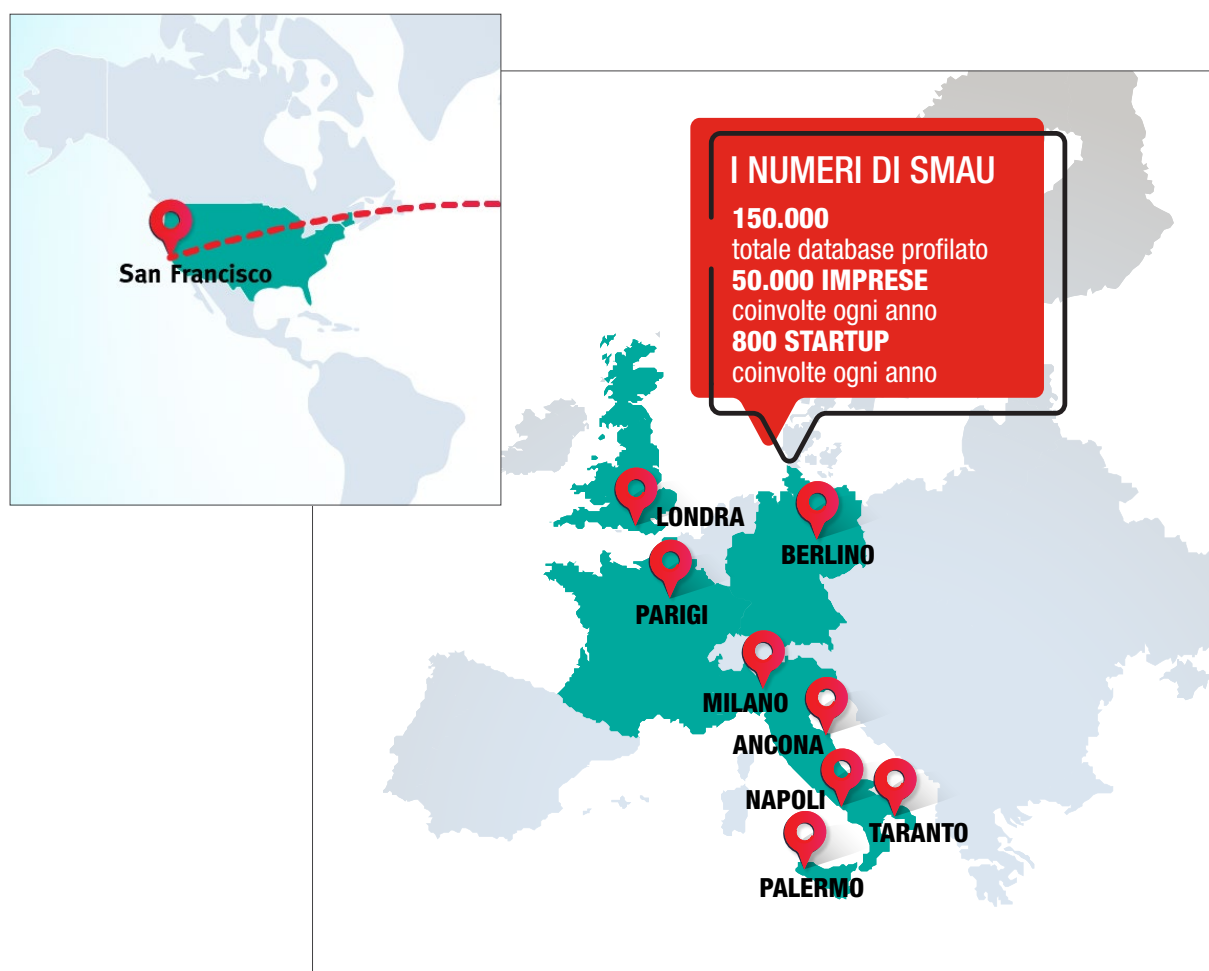 San Francisco
I NUMERI DI SMAU
150.000
totale database profilato
50.000 IMPRESE
coinvolte ogni anno
800 STARTUP
coinvolte ogni anno
LONDRA
BERLINO
PARIGI
MILANO
ANCONA
NAPOLI
TARANTO
PALERMO